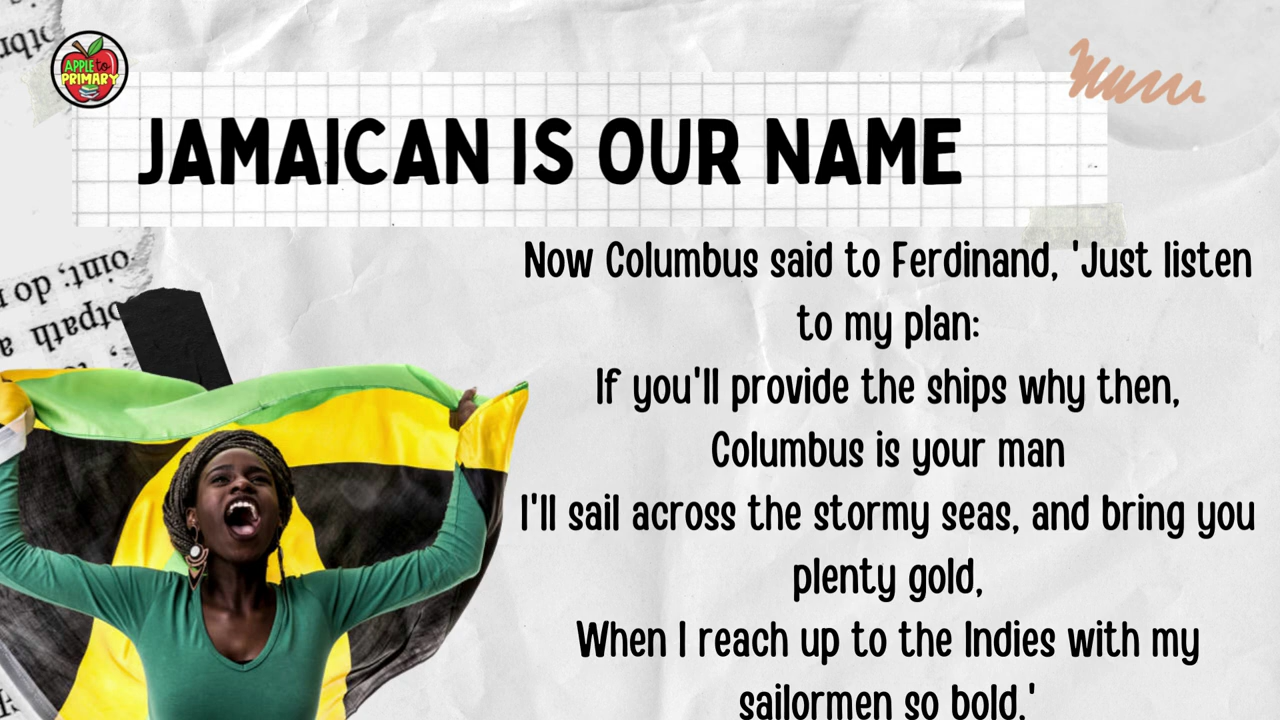 APPLE to
PRIMARY
JAMAICAN IS OUR NAME
Now Columbus said to Ferdinand, 'Just listen
to my plan:
If you'll provide the ships why then,
Columbus is your man
I'll sail across the stormy seas, and bring you
plenty gold,
When I reach up to the Indies with my
sailormen so bold.'